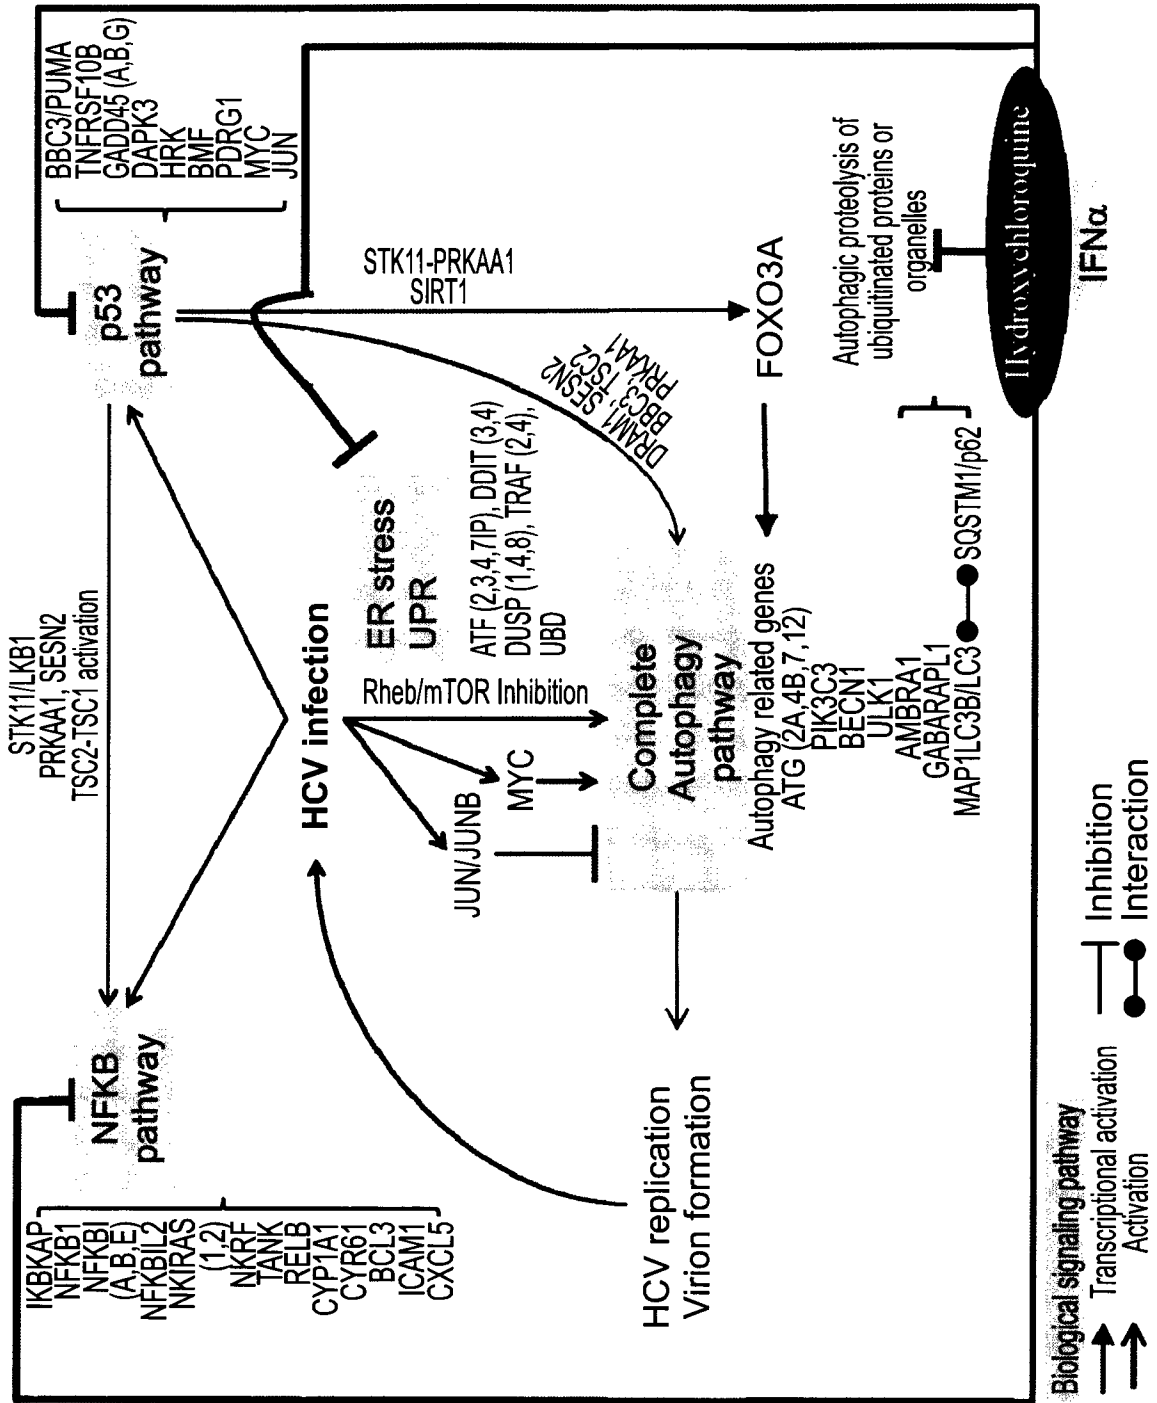 STK11/LKB1
PRKAA1, SESN2
TSC2-TSC1 activation
IKBKAP
NFKB1
NFKBI
(A,B,E)
NFKBIL2
NKIRAS
(1,2)
NKRF
TANK
RELB
CYP1A1
CYR61
BCL3
ICAM1
CXCL5
NFKB
pathway
p53
pathway
BBC3/PUMA
TNFRSF10B
GADD45 (A,B,G)
DAPK3
HRK
BMF
PDRG1
MYC
JUN
HCV infection
ER stress
UPR
ATF (2,3,4,7IP), DDIT (3,4)
DUSP (1,4,8), TRAF (2,4),
UBD
STK11-PRKAA1
SIRT1
Rheb/mTOR Inhibition
MYC
JUN/JUNB
DRAM1, SESN2
BBC3, TSC2
PRKAA1
HCV replication
Virion formation
Complete
Autophagy
pathway
FOXO3A
Autophagy related genes
ATG (2A,4B,7,12)
PIK3C3
BECN1
ULK1
AMBRA1
GABARAPL1
MAP1LC3B/LC3
SQSTM1/p62
Autophagic proteolysis of
ubiquitinated proteins or
organelles
Hydroxychloroquine
IFNα
Biological signaling pathway
Transcriptional activation
Activation
Inhibition
Interaction